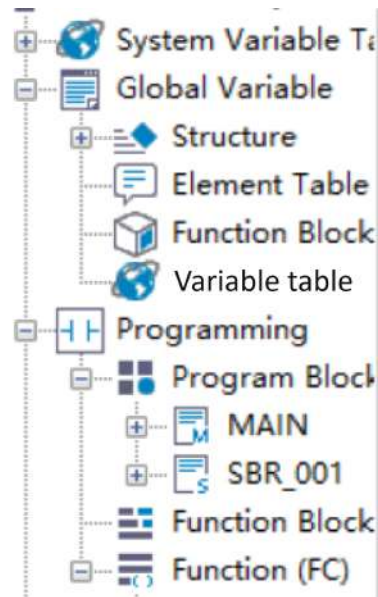 System Variable Ta
Global Variable
Structure
Element Table
Function Block
Variable table
Programming
Program Block
MAIN
SBR_001
Function Block
Function (FC)